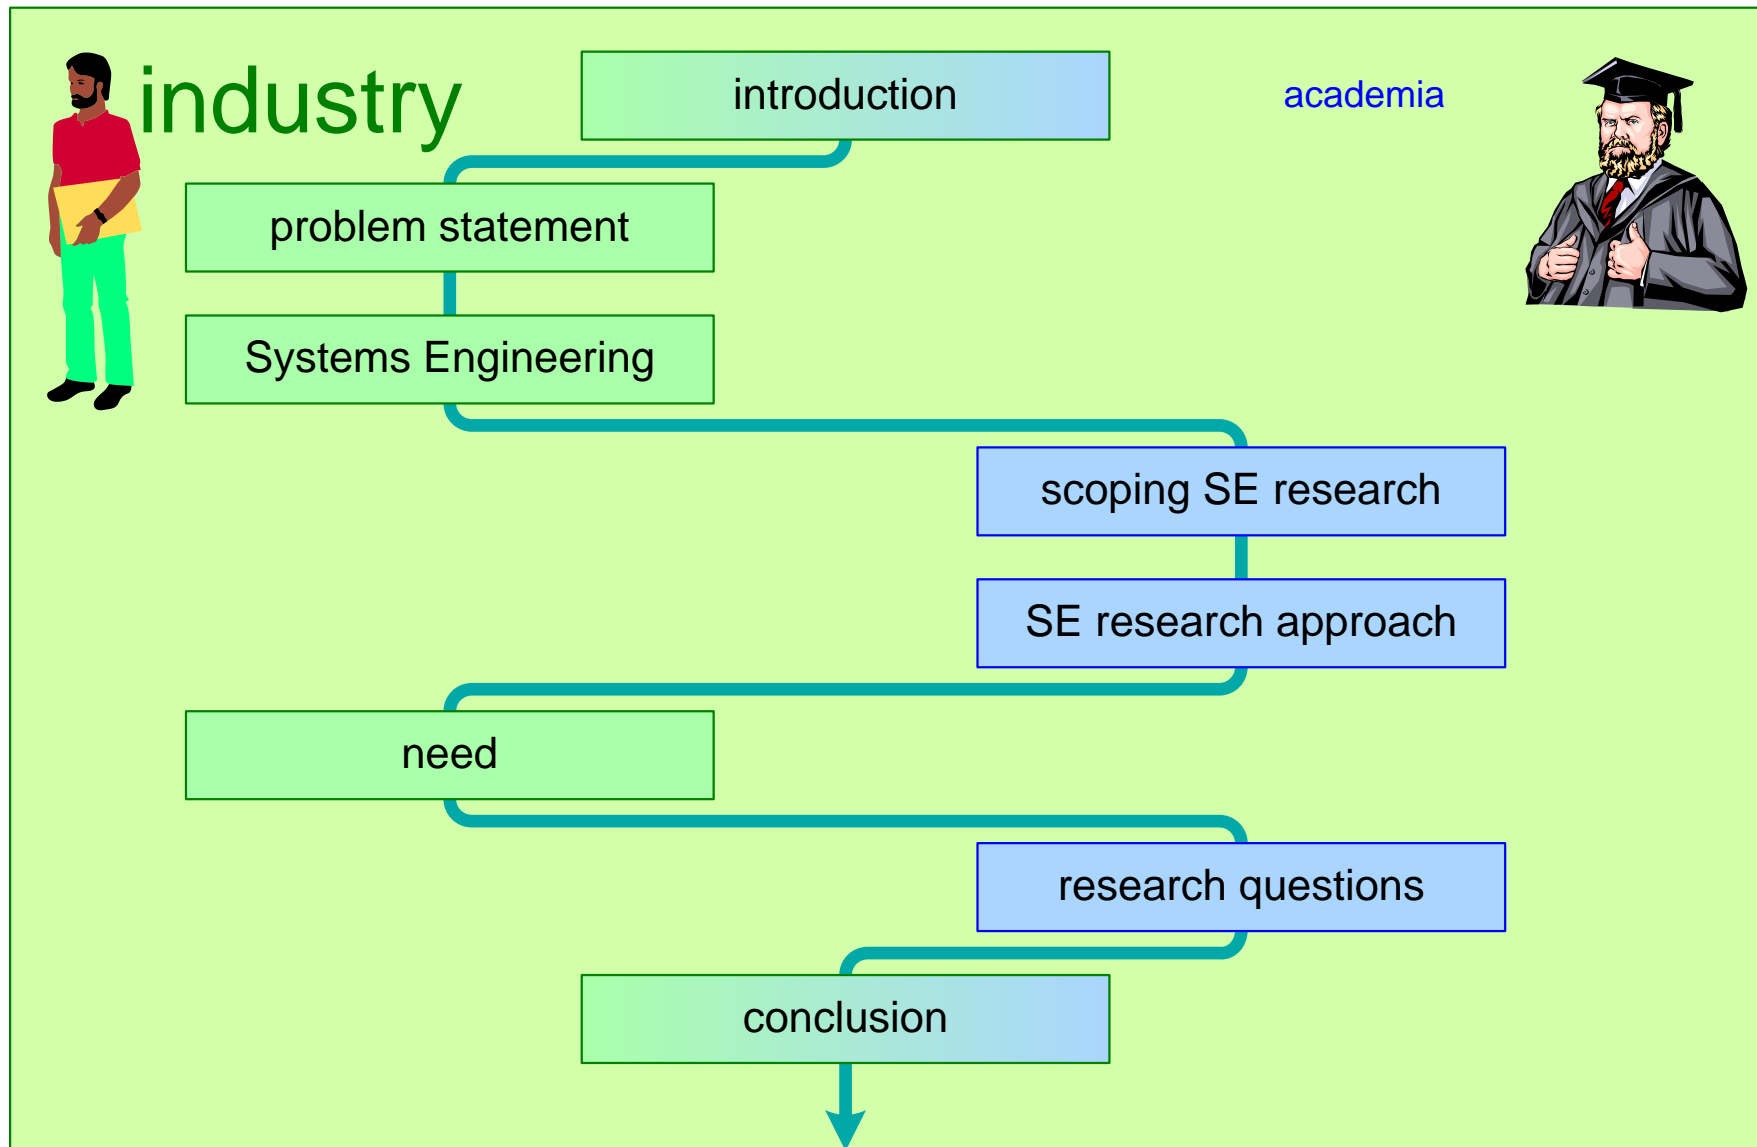 industry
introduction
academia
problem statement
Systems Engineering
scoping SE research
SE research approach
need
research questions
conclusion